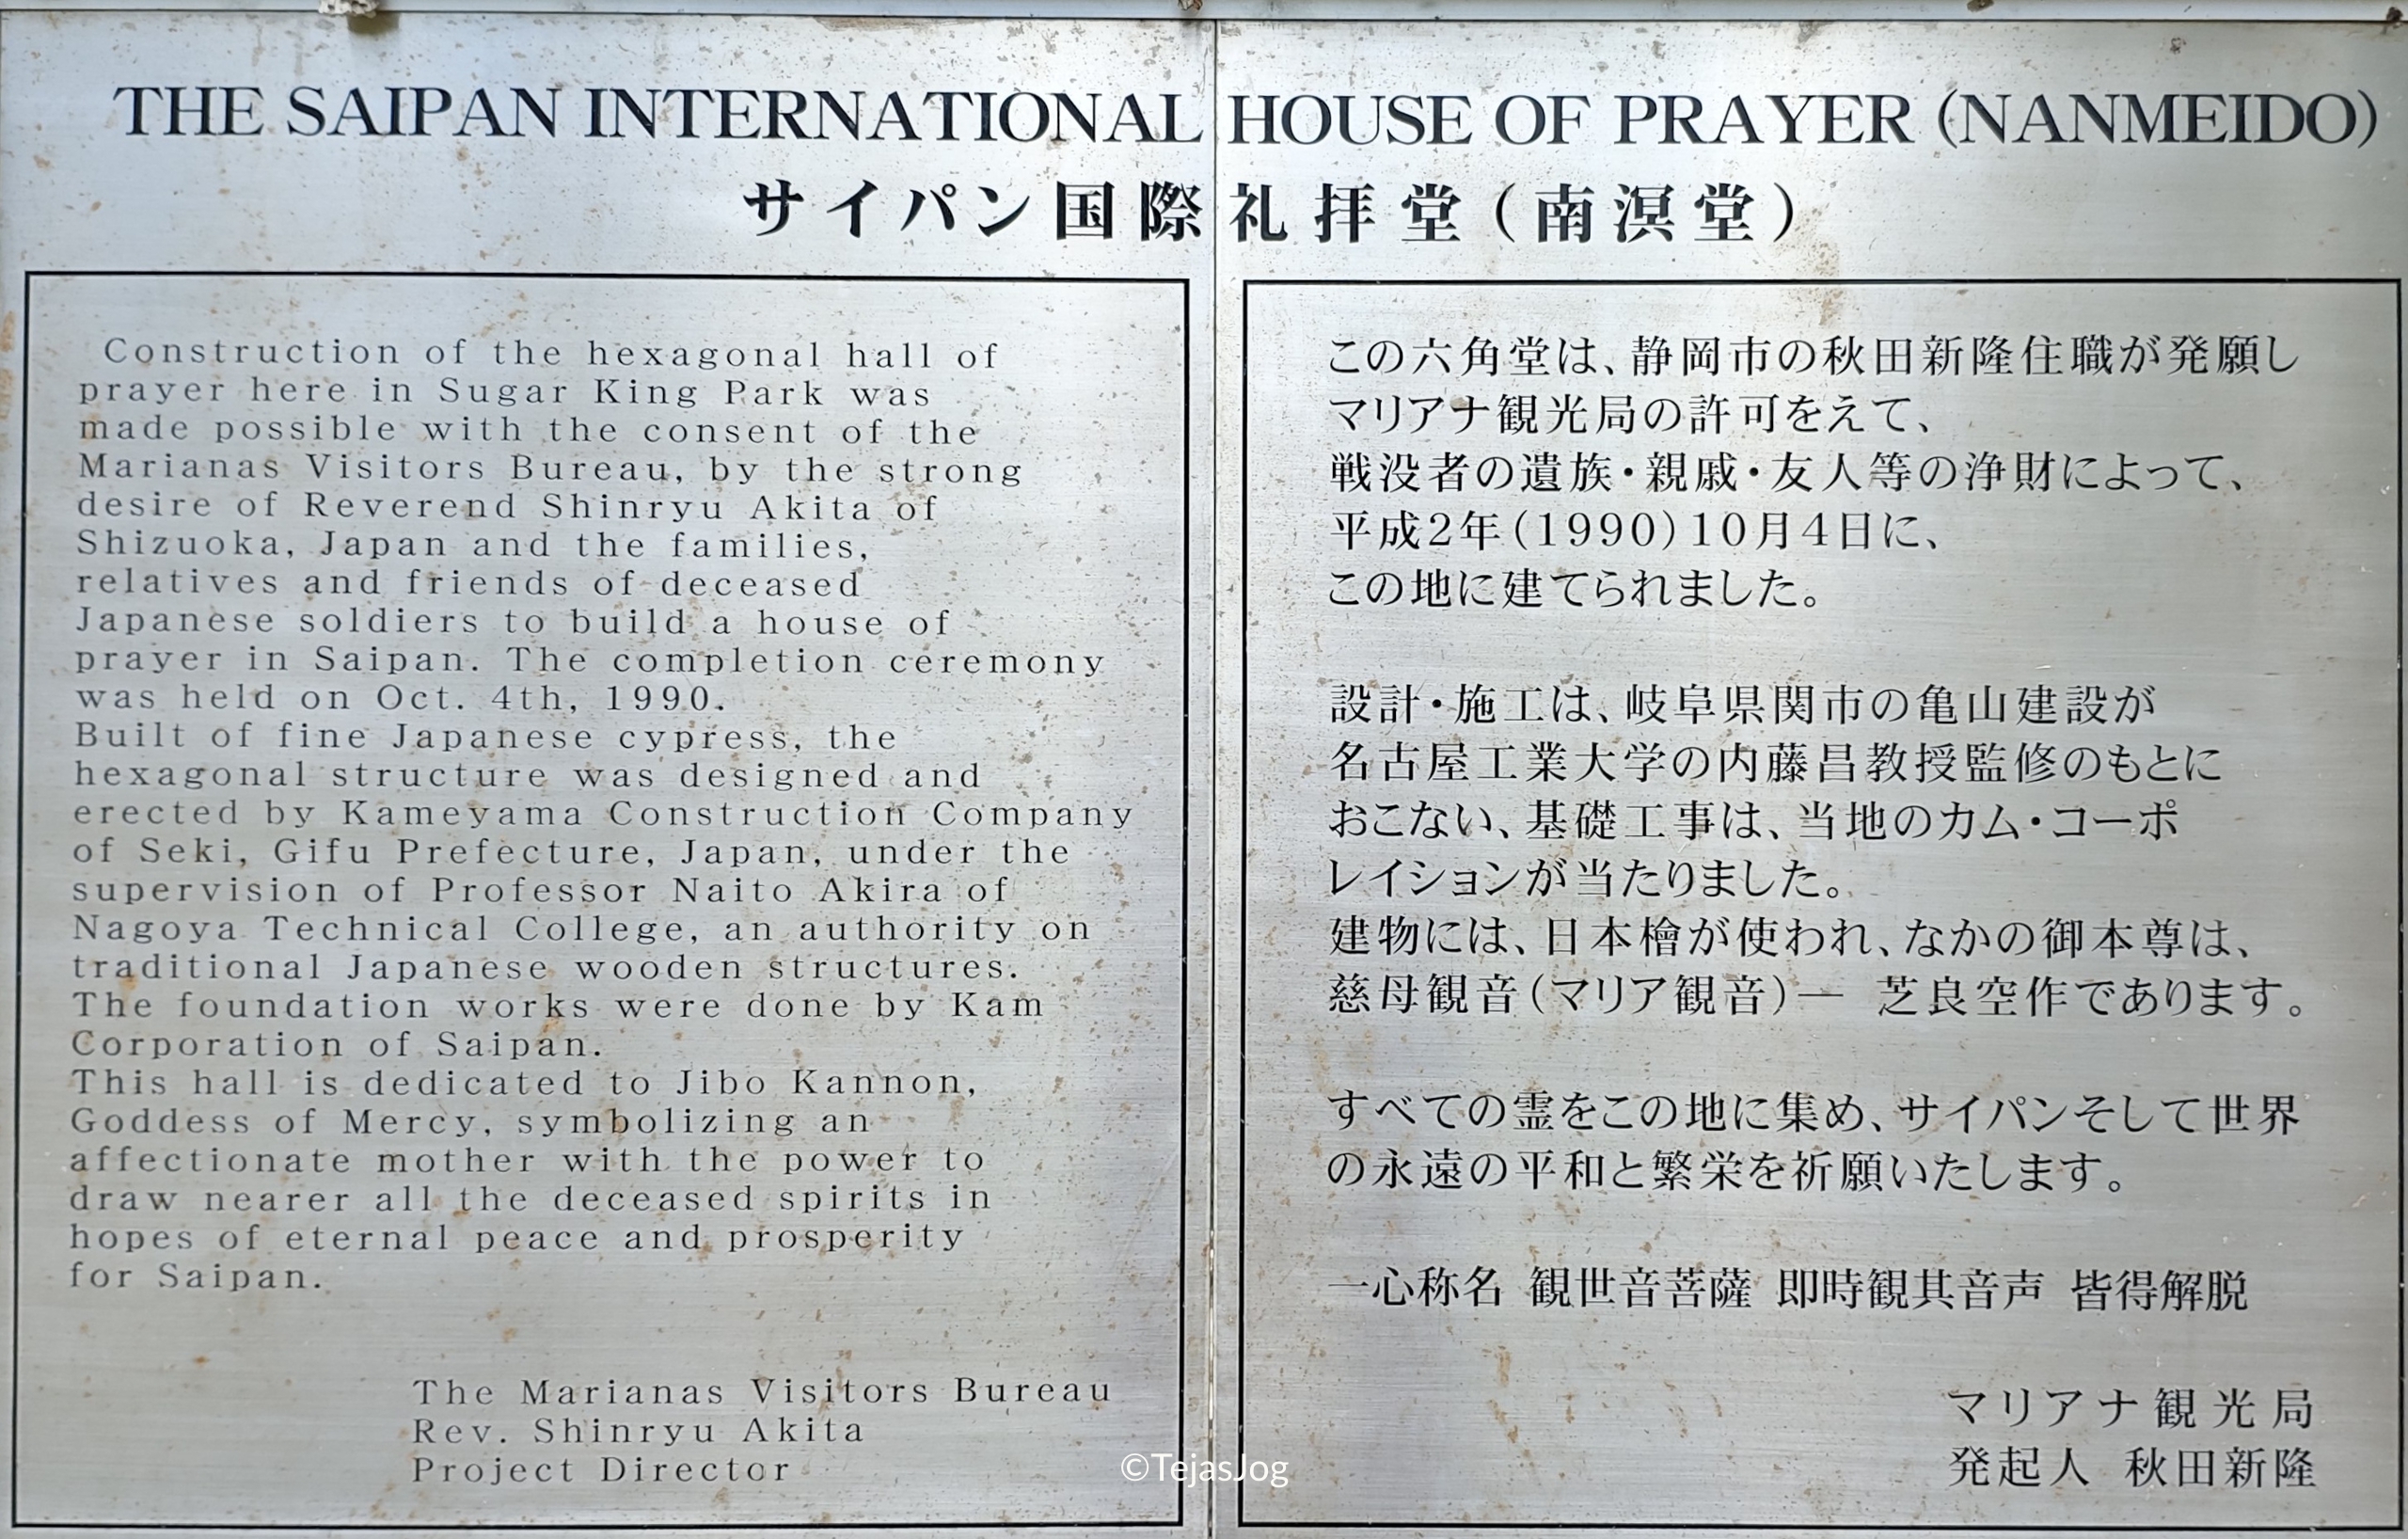 THE SAIPAN INTERNATIONAL HOUSE OF PRAYER (NANMEIDO)
サイパン国際礼拝堂(南溟堂)
Construction of the hexagonal hall of
prayer here in Sugar King Park was
made possible with the consent of the
Marianas Visitors Bureau, by the strong
desire of Reverend Shinryu Akita of
Shizuoka, Japan and the families,
relatives and friends of deceased
Japanese soldiers to build a house of
prayer in Saipan. The completion ceremony
was held on Oct. 4th, 1990.
Built of fine Japanese cypress, the
hexagonal structure was designed and
erected by Kameyama Construction Company
of Seki, Gifu Prefecture, Japan, under the
supervision of Professor Naito Akira of
Nagoya Technical College, an authority on
traditional Japanese wooden structures.
The foundation works were done by Kam
Corporation of Saipan.
This hall is dedicated to Jibo Kannon,
Goddess of Mercy, symbolizing an
affectionate mother with the power to
draw nearer all the deceased spirits in
hopes of eternal peace and prosperity
for Saipan.
The Marianas Visitors Bureau
Rev. Shinryu Akita
Project Director
この六角堂は、静岡市の秋田新隆住職が発願し
マリアナ観光局の許可をえて、
戦没者の遺族・親戚・友人等の浄財によって、
平成2年(1990)10月4日に、
この地に建てられました。
設計・施工は、岐阜県関市の亀山建設が
名古屋工業大学の内藤昌教授監修のもとに
おこない、基礎工事は、当地のカム・コーポ
レイションが当たりました。
建物には、日本檜が使われ、なかの御本尊は、
慈母観音(マリア観音)― 芝良空作であります。
すべての霊をこの地に集め、サイパンそして世界
の永遠の平和と繁栄を祈願いたします。
一心称名 観世音菩薩 即時観其音声 皆得解脱
マリアナ観光局
発起人 秋田新隆
©TejasJog